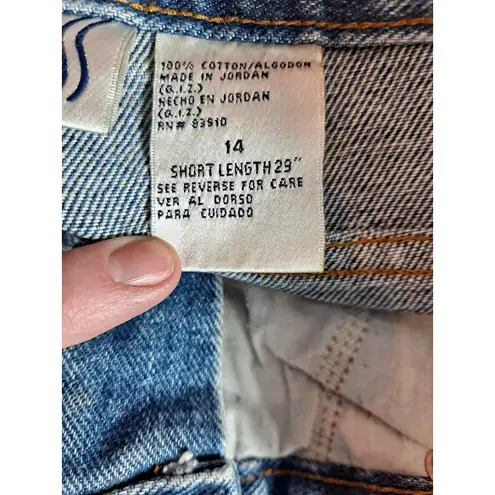 100% COTTON/ALGODON
MADE IN JORDAN
(Q.I.Z.)
HECHO EN JORDAN
(Q.I.Z.)
RN# 83910
14
SHORT LENGTH 29"
SEE REVERSE FOR CARE
VER AL DORSO
PARA CUIDADO